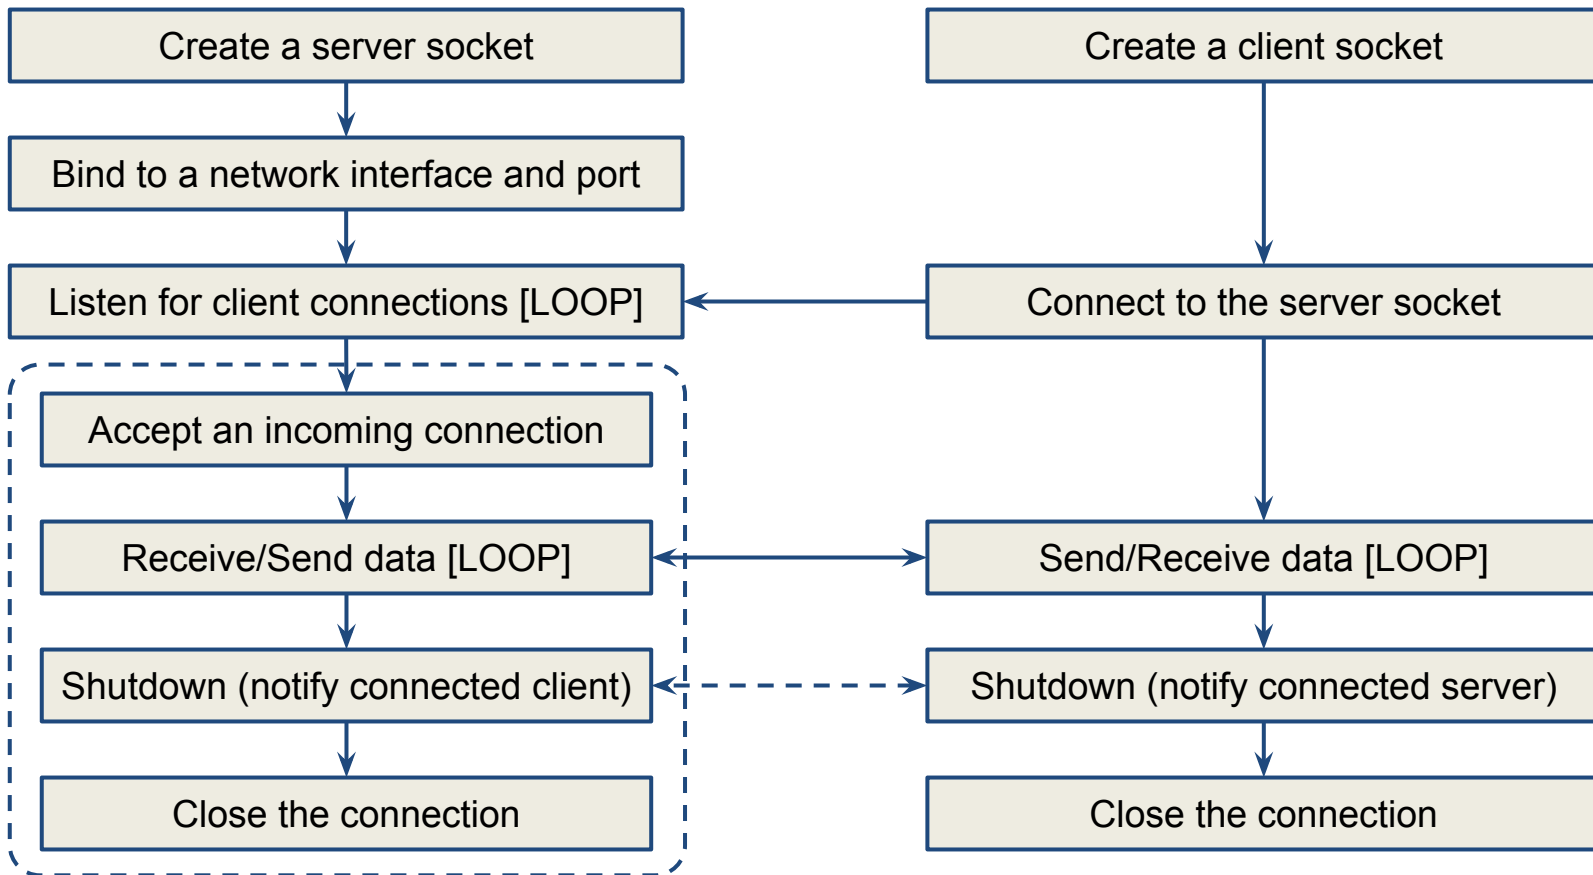 Create a server socket
Create a client socket
Bind to a network interface and port
Listen for client connections [LOOP]
Connect to the server socket
Accept an incoming connection
Receive/Send data [LOOP]
Send/Receive data [LOOP]
Shutdown (notify connected client)
Shutdown (notify connected server)
Close the connection
Close the connection